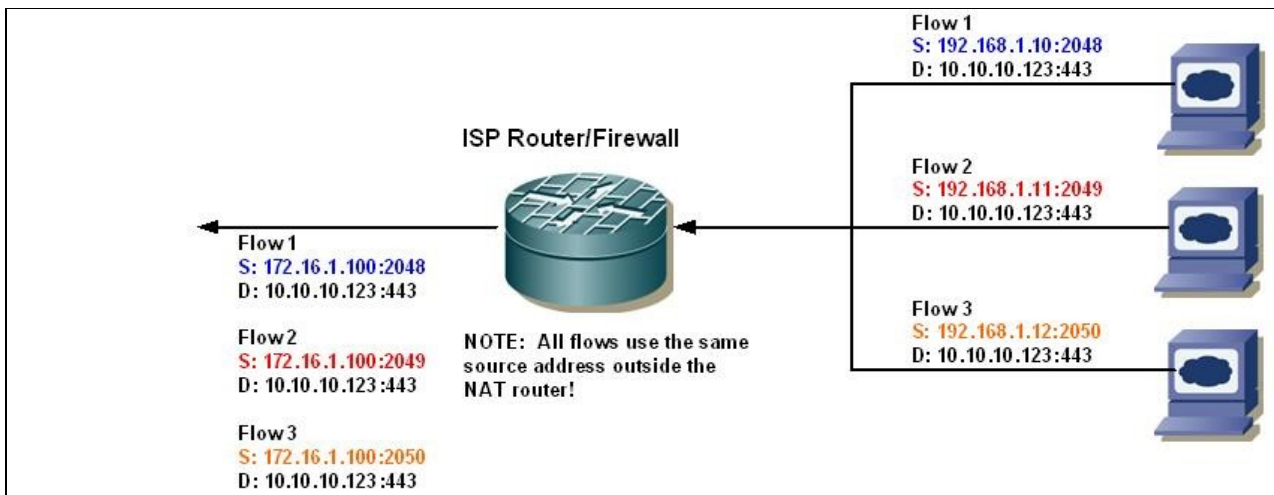 Flow 1
S: 192.168.1.10:2048
D: 10.10.10.123:443
ISP Router/Firewall
Flow 2
S: 192.168.1.11:2049
D: 10.10.10.123:443
Flow 1
S: 172.16.1.100:2048
D: 10.10.10.123:443
Flow 2
S: 172.16.1.100:2049
D: 10.10.10.123:443
Flow 3
S: 172.16.1.100:2050
D: 10.10.10.123:443
NOTE: All flows use the same
source address outside the
NAT router!
Flow 3
S: 192.168.1.12:2050
D: 10.10.10.123:443